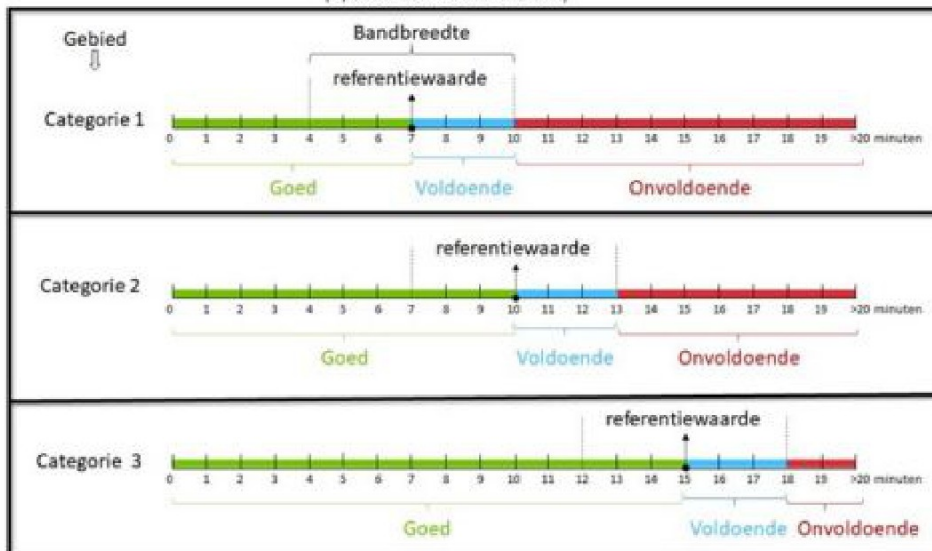 Bandbreedte
Gebied
referentiewaarde
Categorie 1
0 1 2 3 4 5 6 7 8 9 10 11 12 13 14 15 16 17 18 19 >20 minuten
Goed Voldoende Onvoldoende
referentiewaarde
Categorie 2
0 1 2 3 4 5 6 7 8 9 10 11 12 13 14 15 16 17 18 19 >20 minuten
Goed Voldoende Onvoldoende
referentiewaarde
Categorie 3
0 1 2 3 4 5 6 7 8 9 10 11 12 13 14 15 16 17 18 19 >20 minuten
Goed Voldoende Onvoldoende